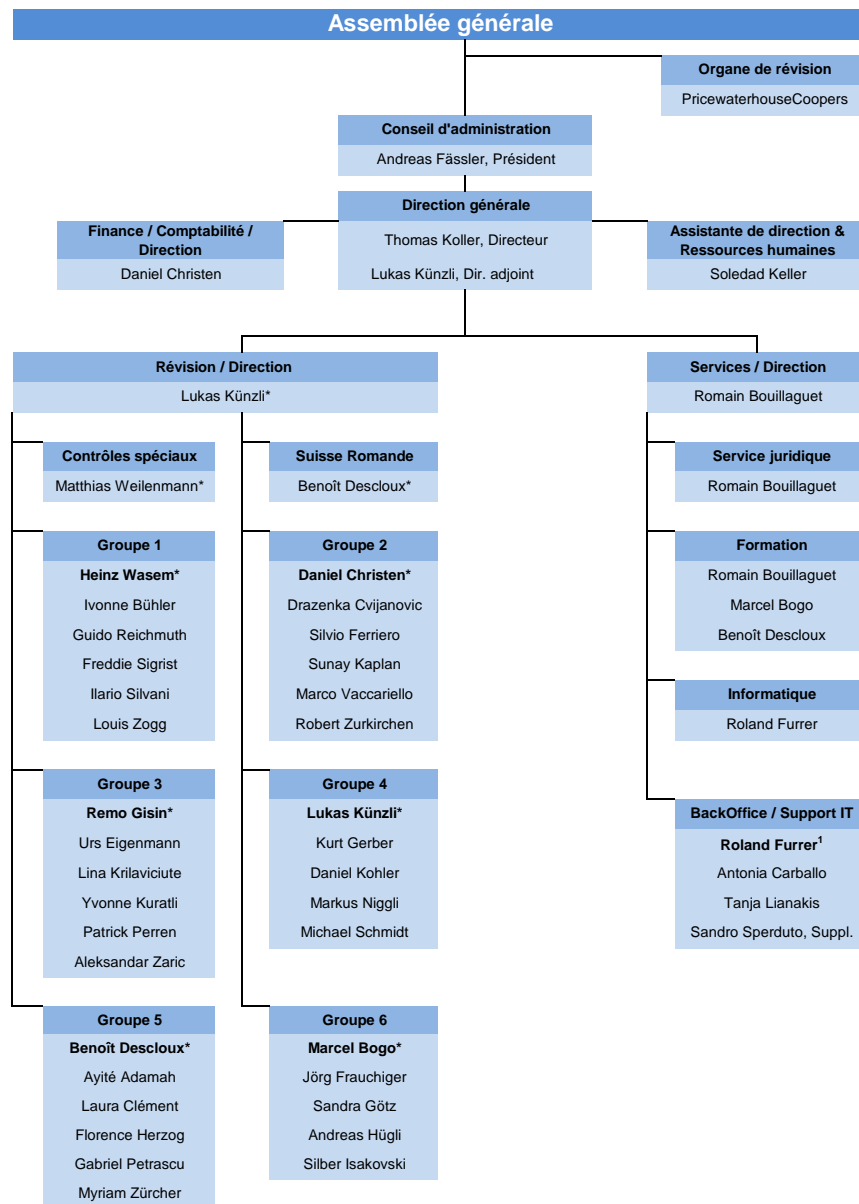 Assemblée générale
Organe de révision
PricewaterhouseCoopers
Conseil d'administration
Andreas Fässler, Président
Direction générale
Thomas Koller, Directeur
Lukas Künzli, Dir. adjoint
Finance / Comptabilité /
Direction
Daniel Christen
Assistante de direction &
Ressources humaines
Soledad Keller
Révision / Direction
Lukas Künzli*
Services / Direction
Romain Bouillaguet
Contrôles spéciaux
Matthias Weilenmann*
Suisse Romande
Benoît Descloux*
Service juridique
Romain Bouillaguet
Groupe 1
Heinz Wasem*
Ivonne Bühler
Guido Reichmuth
Freddie Sigrist
Ilario Silvani
Louis Zogg
Groupe 2
Daniel Christen*
Drazenka Cvijanovic
Silvio Ferriero
Sunay Kaplan
Marco Vaccariello
Robert Zurkirchen
Formation
Romain Bouillaguet
Marcel Bogo
Benoît Descloux
Informatique
Roland Furrer
Groupe 3
Remo Gisin*
Urs Eigenmann
Lina Krilaviciute
Yvonne Kuratli
Patrick Perren
Aleksandar Zaric
Groupe 4
Lukas Künzli*
Kurt Gerber
Daniel Kohler
Markus Niggli
Michael Schmidt
BackOffice / Support IT
Roland Furrer¹
Antonia Carballo
Tanja Lianakis
Sandro Sperduto, Suppl.
Groupe 5
Benoît Descloux*
Ayité Adamah
Laura Clément
Florence Herzog
Gabriel Petrascu
Myriam Zürcher
Groupe 6
Marcel Bogo*
Jörg Frauchiger
Sandra Götz
Andreas Hügli
Silber Isakovski